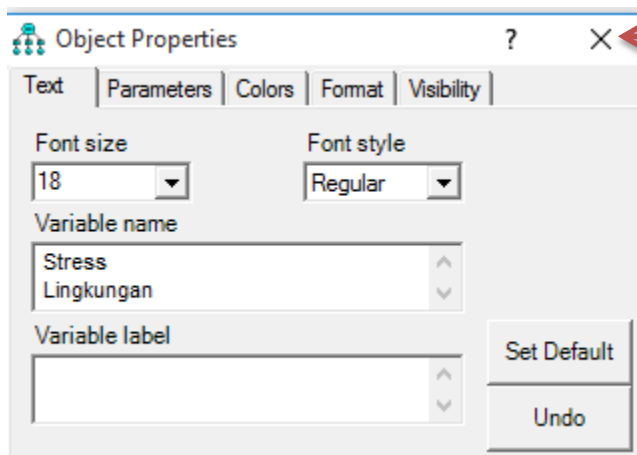 Object Properties ?
Text Parameters Colors Format Visibility
Font size Font style
18 Regular
Variable name
Stress
Lingkungan
Variable label
Set Default
Undo